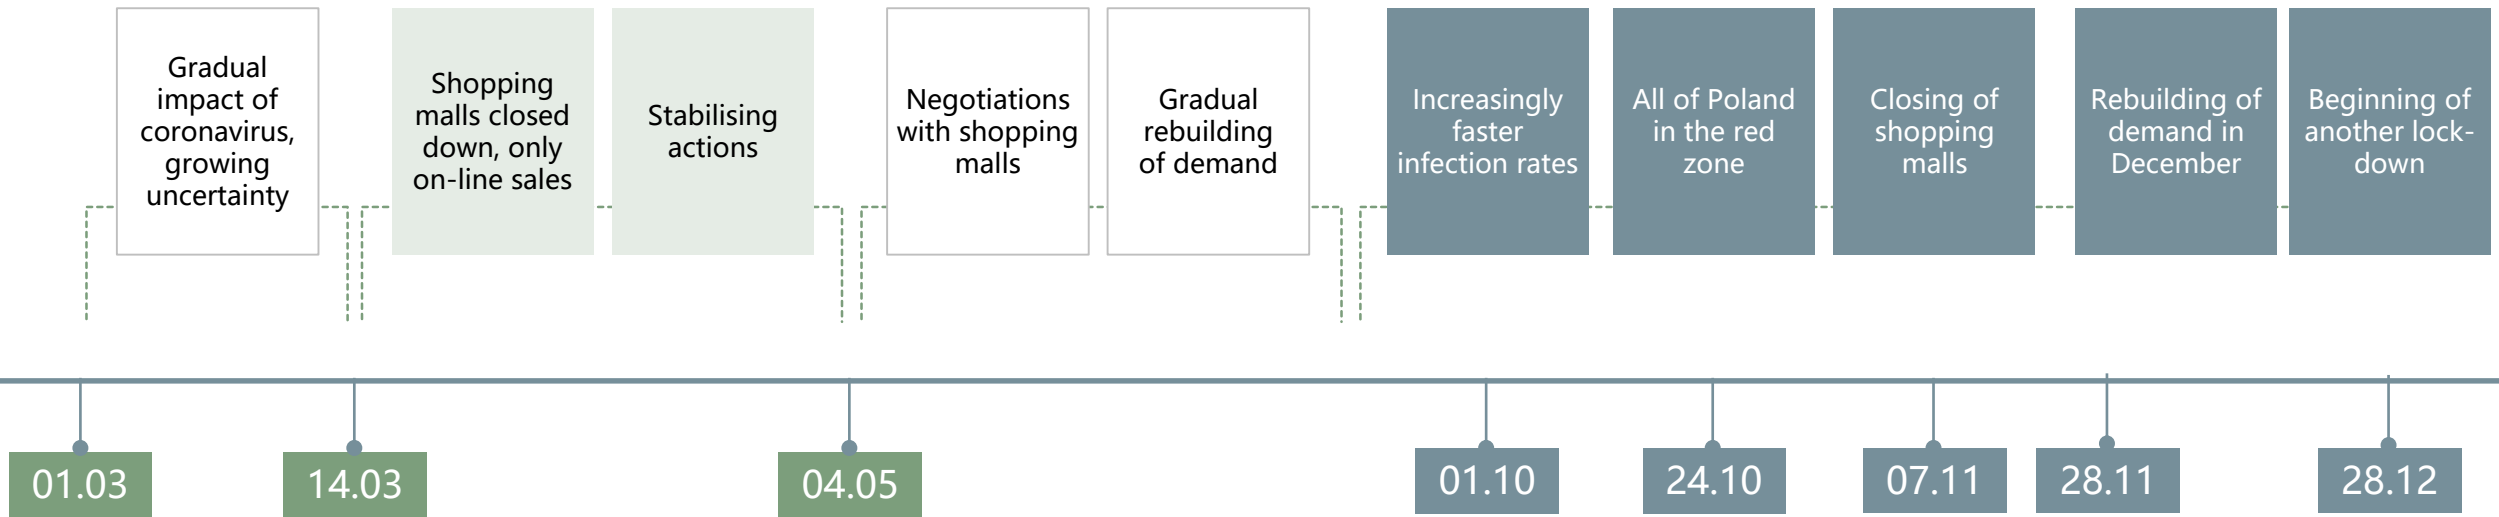 Gradual
impact of
coronavirus,
growing
uncertainty
Shopping
malls closed
down, only
on-line sales
Stabilising
actions
Negotiations
with shopping
malls
Gradual
rebuilding
of demand
Increasingly
faster
infection rates
All of Poland
in the red
zone
Closing of
shopping
malls
Rebuilding of
demand in
December
Beginning of
another lock-
down
01.03
14.03
04.05
01.10
24.10
07.11
28.11
28.12